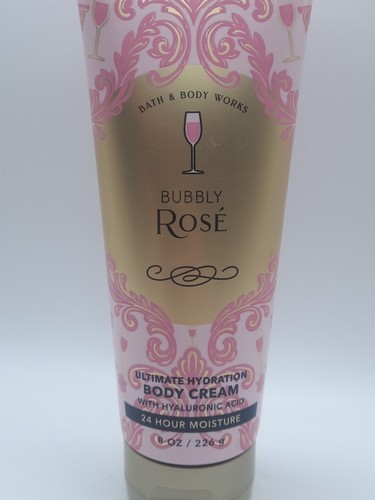 BATH & BODY WORKS
BUBBLY
ROSÉ
ULTIMATE HYDRATION
BODY CREAM
WITH HYALURONIC ACID
24 HOUR MOISTURE
8 OZ / 226 g